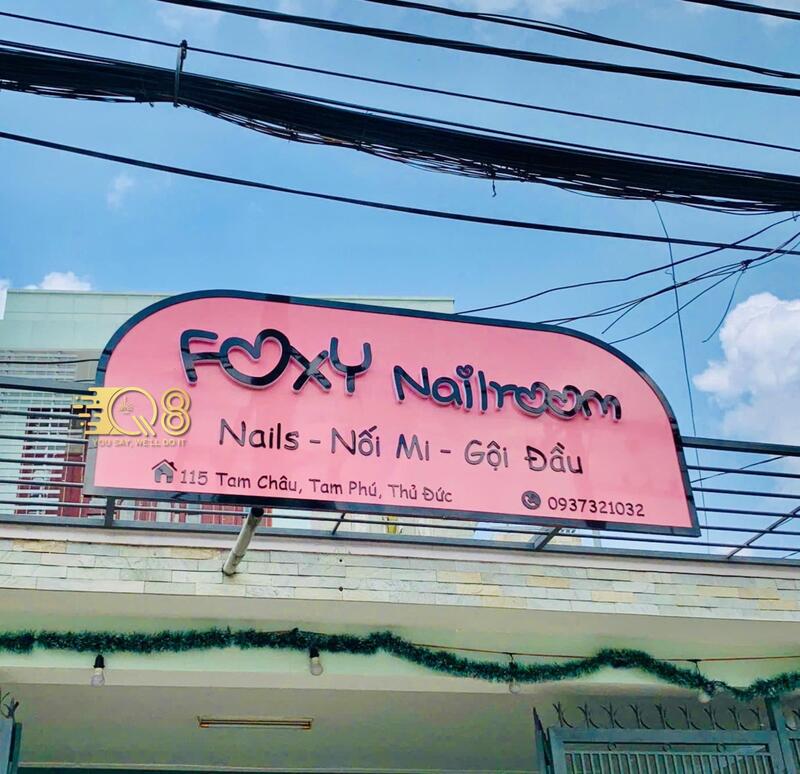 Foxy Nailroom
Nails - Nối Mi - Gội Đầu
115 Tam Châu, Tam Phú, Thủ Đức
0937321032
Q8
YOU SAY, WE'LL DO IT